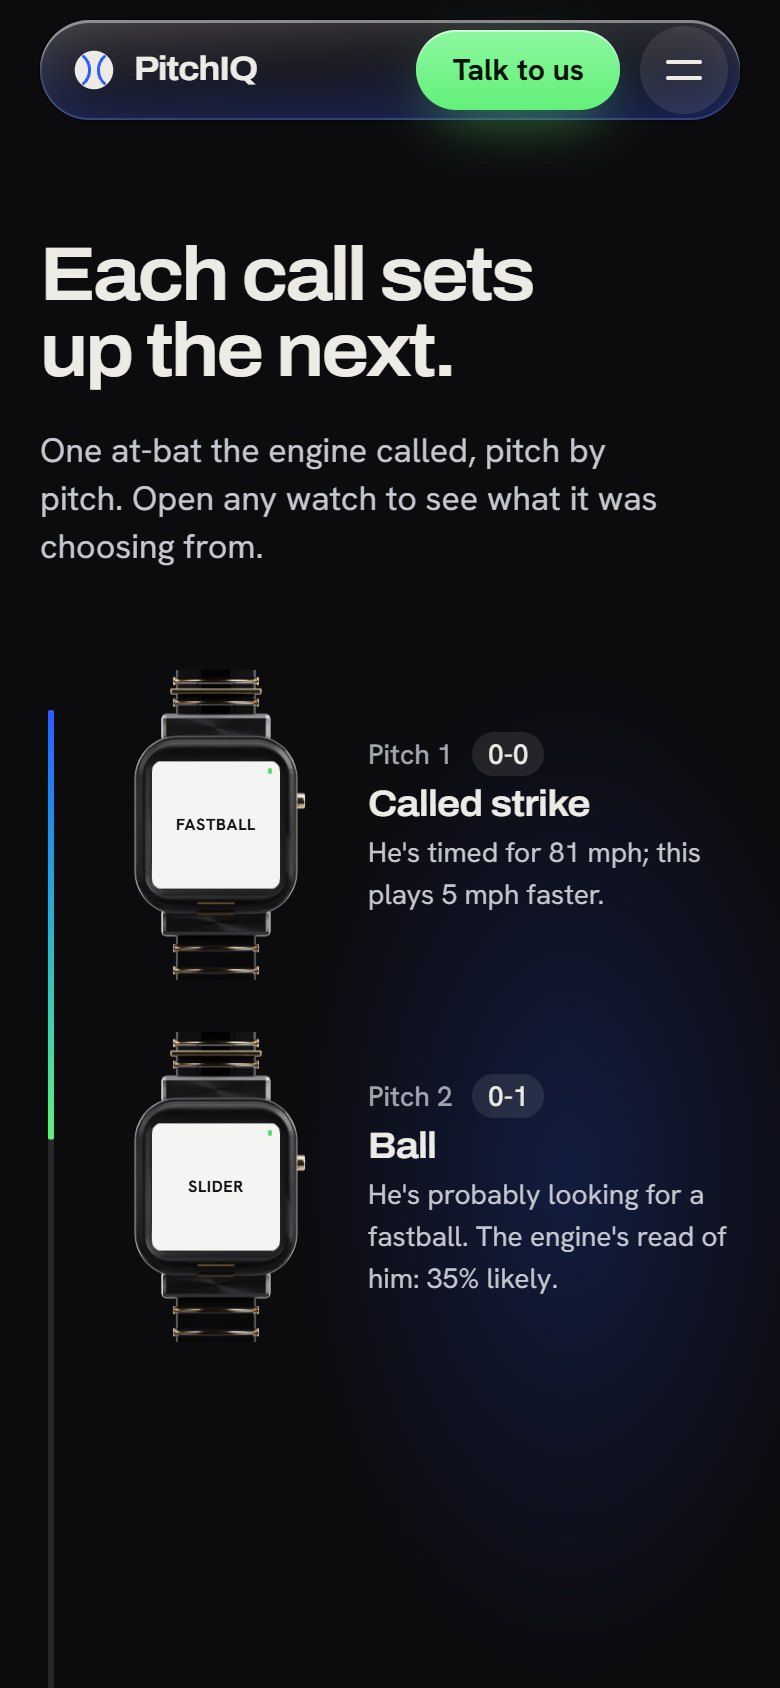 PitchIQ
Talk to us
Each call sets
up the next.
One at-bat the engine called, pitch by
pitch. Open any watch to see what it was
choosing from.
FASTBALL
Pitch 1 0-0
Called strike
He's timed for 81 mph; this
plays 5 mph faster.
SLIDER
Pitch 2 0-1
Ball
He's probably looking for a
fastball. The engine's read of
him: 35% likely.